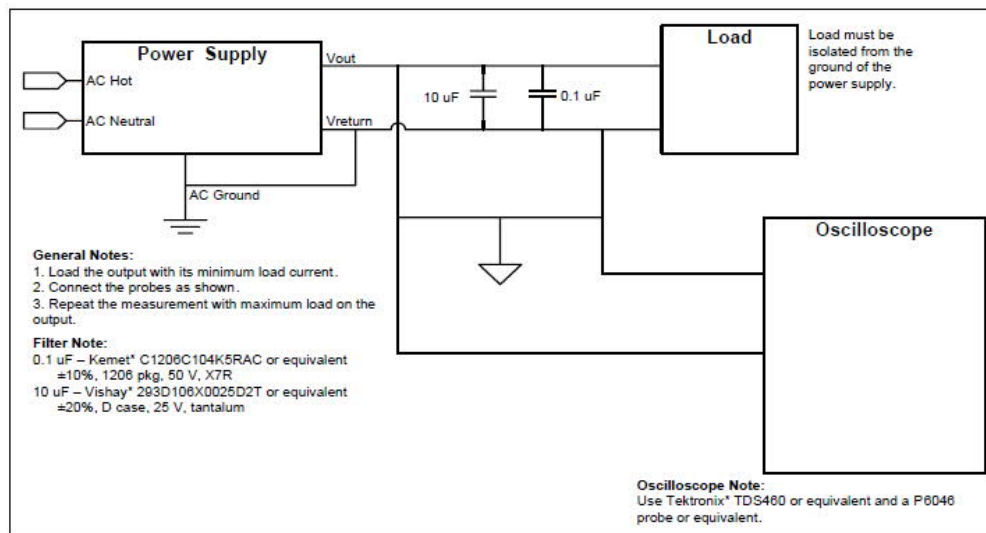 Power Supply
Vout
AC Hot
AC Neutral
Vreturn
AC Ground
10 uF
0.1 uF
Load
Load must be
isolated from the
ground of the
power supply.
Oscilloscope
General Notes:
1. Load the output with its minimum load current.
2. Connect the probes as shown.
3. Repeat the measurement with maximum load on the
output.
Filter Note:
0.1 uF – Kemet* C1206C104K5RAC or equivalent
±10%, 1206 pkg, 50 V, X7R
10 uF – Vishay* 293D106X0025D2T or equivalent
±20%, D case, 25 V, tantalum
Oscilloscope Note:
Use Tektronix* TDS460 or equivalent and a P6046
probe or equivalent.